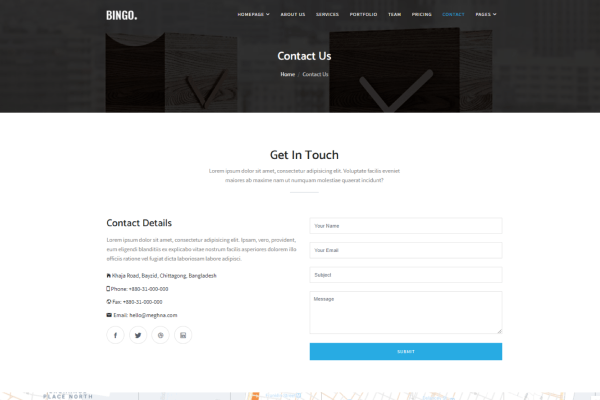 BINGO.
HOMEPAGE ABOUT US SERVICES PORTFOLIO TEAM PRICING CONTACT PAGES
Contact Us
Home / Contact Us
Get In Touch
Lorem ipsum dolor sit amet, consectetur adipisicing elit. Voluptate facilis eveniet
maiores ab maxime nam ut numquam molestiae quaerat incidunt?
Contact Details
Lorem ipsum dolor sit amet, consectetur adipisicing elit. Ipsam, vero, provident,
eum eligendi blanditiis ex explicabo vitae nostrum facilis asperiores dolorem illo
officiis ratione vel fugiat dicta laboriosam labore adipisci.
Khaja Road, Bayzid, Chittagong, Bangladesh
Phone: +880-31-000-000
Fax: +880-31-000-000
Email: hello@meghna.com
Your Name
Your Email
Subject
Message
SUBMIT
PLACE NORTH